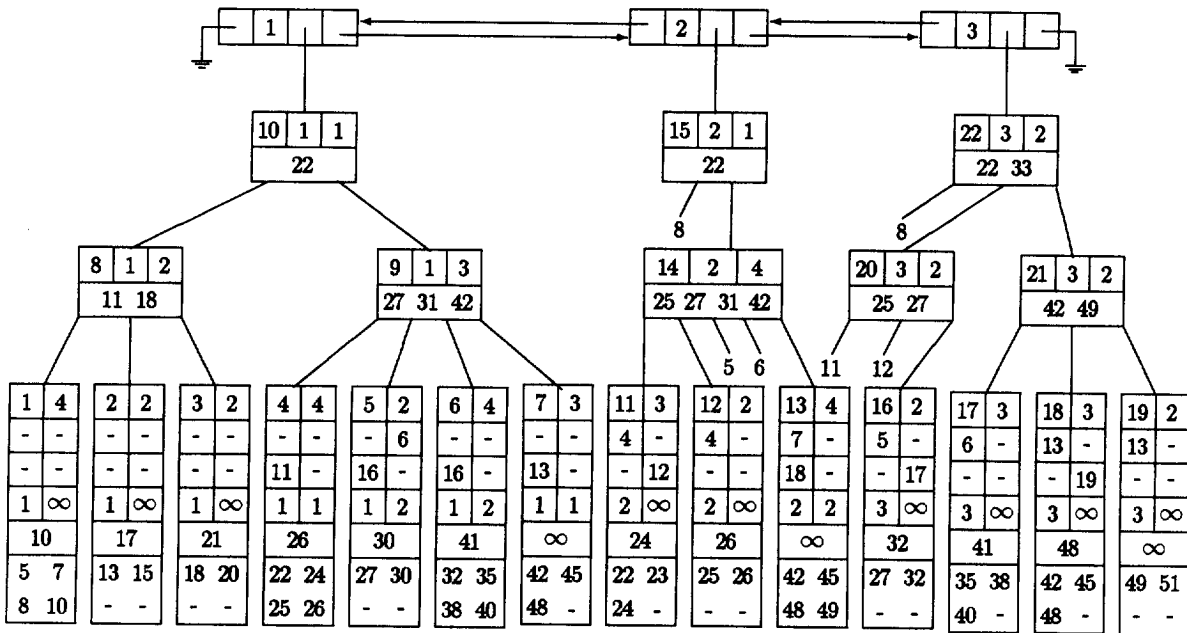 1 2 3
10 1 1 15 2 1 22 3 2
22 22 22 33
8 8
8 1 2 9 1 3 14 2 4 20 3 2 21 3 2
11 18 27 31 42 25 27 31 42 25 27 42 49
5 6 11 12
1 4 2 2 3 2 4 4 5 2 6 4 7 3 11 3 12 2 13 4 16 2 17 3 18 3 19 2
- - - - - - - - - 6 - - - - 4 - 4 - 7 - 5 - 6 - 13 - 13 -
- - - - - - 11 - 16 - 16 - 13 - - 12 - - 18 - - 17 - - - 19 - -
1 ∞ 1 ∞ 1 ∞ 1 1 1 2 1 2 1 1 2 ∞ 2 ∞ 2 2 3 ∞ 3 ∞ 3 ∞ 3 ∞
10 17 21 26 30 41 ∞ 24 26 ∞ 32 41 48 ∞
5 7 13 15 18 20 22 24 27 30 32 35 42 45 22 23 25 26 42 45 27 32 35 38 42 45 49 51
8 10 - - - - 25 26 - - 38 40 48 - 24 - - - 48 49 - - 40 - 48 - - -